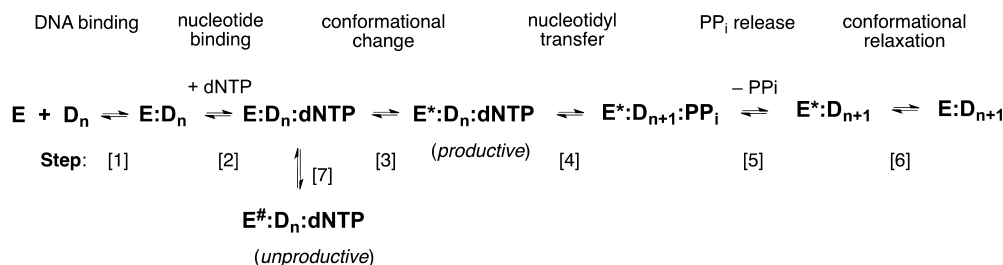 DNA binding nucleotide binding conformational change nucleotidyl transfer PPi release conformational relaxation
+ dNTP – PPi
E + Dn ⇌ E:Dn ⇌ E:Dn:dNTP ⇌ E*:Dn:dNTP ⇌ E*:Dn+1:PPi ⇌ E*:Dn+1 ⇌ E:Dn+1
(productive)
Step: [1] [2] [3] [4] [5] [6]
[7]
E#:Dn:dNTP
(unproductive)